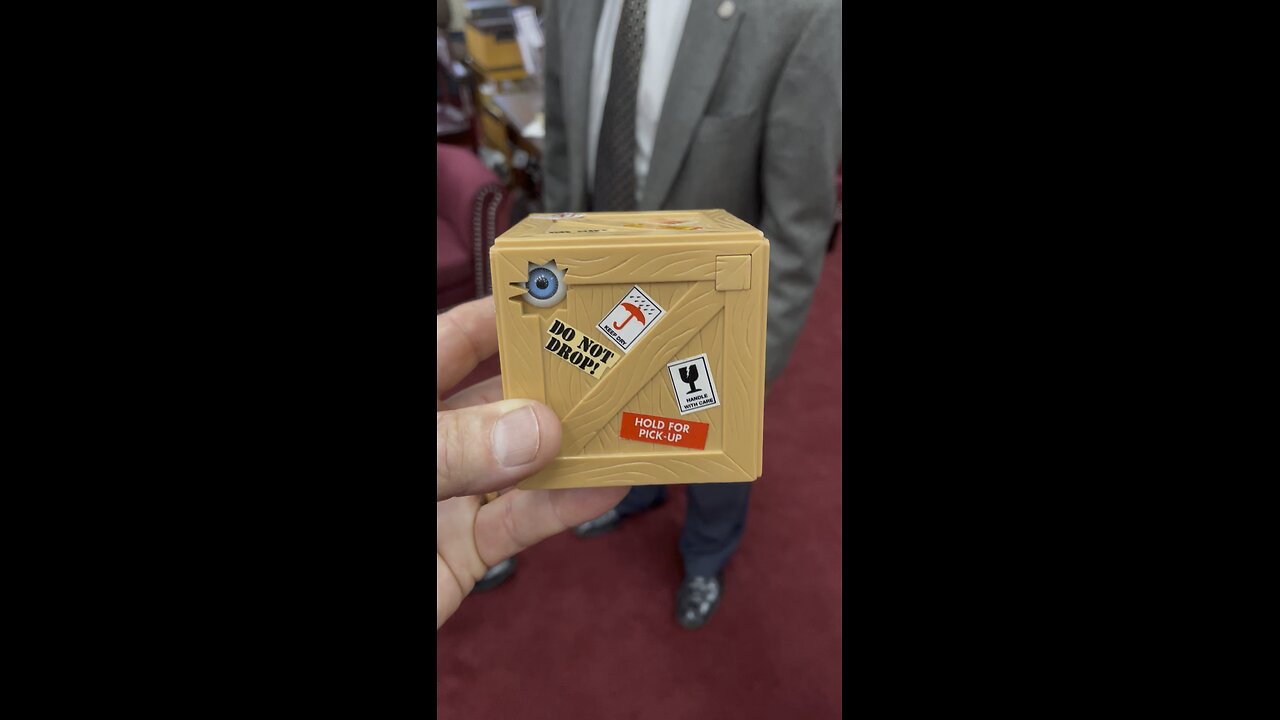 KEEP DRY
DO NOT
DROP!
HANDLE
WITH CARE
HOLD FOR
PICK-UP